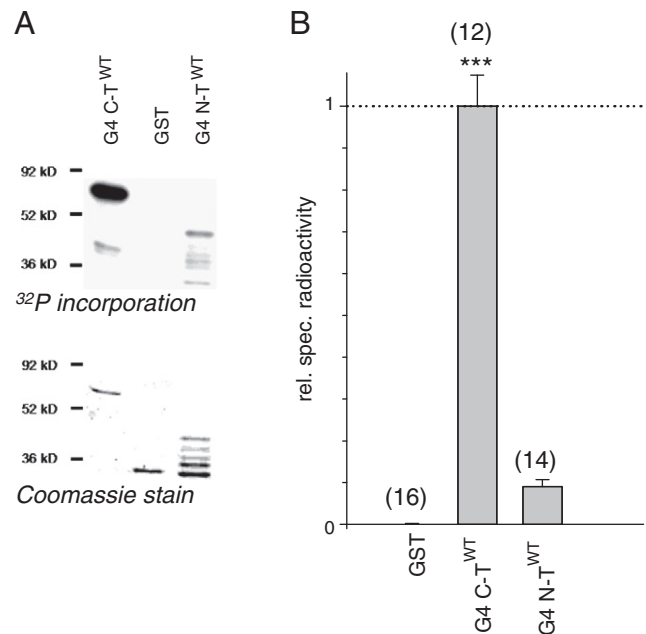 A
G4 C-T^WT
GST
G4 N-T^WT
92 kD
52 kD
36 kD
32P incorporation
92 kD
52 kD
36 kD
Coomassie stain
B
(12)
***
1
rel. spec. radioactivity
(14)
(16)
0
GST
G4 C-T^WT
G4 N-T^WT